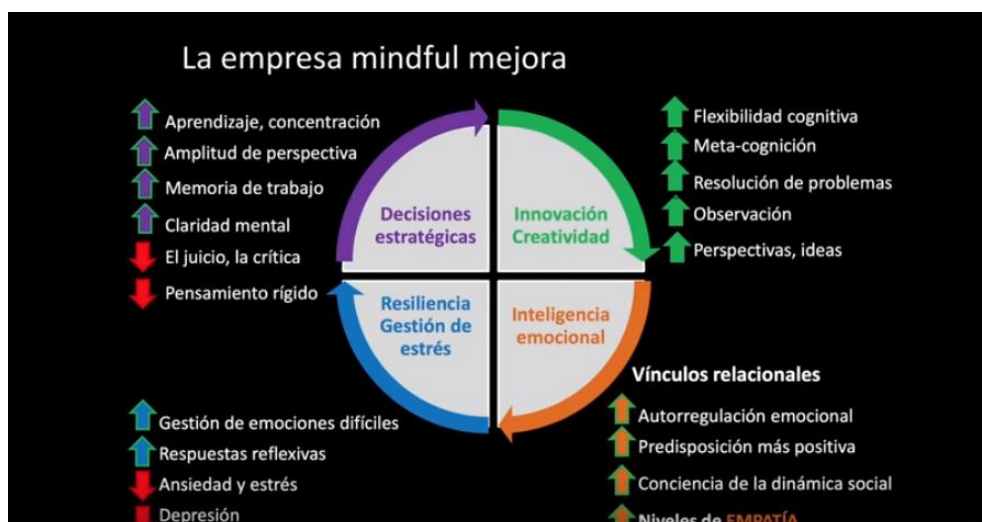 La empresa mindful mejora
Aprendizaje, concentración
Amplitud de perspectiva
Memoria de trabajo
Claridad mental
El juicio, la crítica
Pensamiento rígido
Decisiones
estratégicas
Innovación
Creatividad
Flexibilidad cognitiva
Meta-cognición
Resolución de problemas
Observación
Perspectivas, ideas
Resiliencia
Gestión de
estrés
Inteligencia
emocional
Gestión de emociones difíciles
Respuestas reflexivas
Ansiedad y estrés
Depresión
Vínculos relacionales
Autorregulación emocional
Predisposición más positiva
Conciencia de la dinámica social
Niveles de EMPATÍA